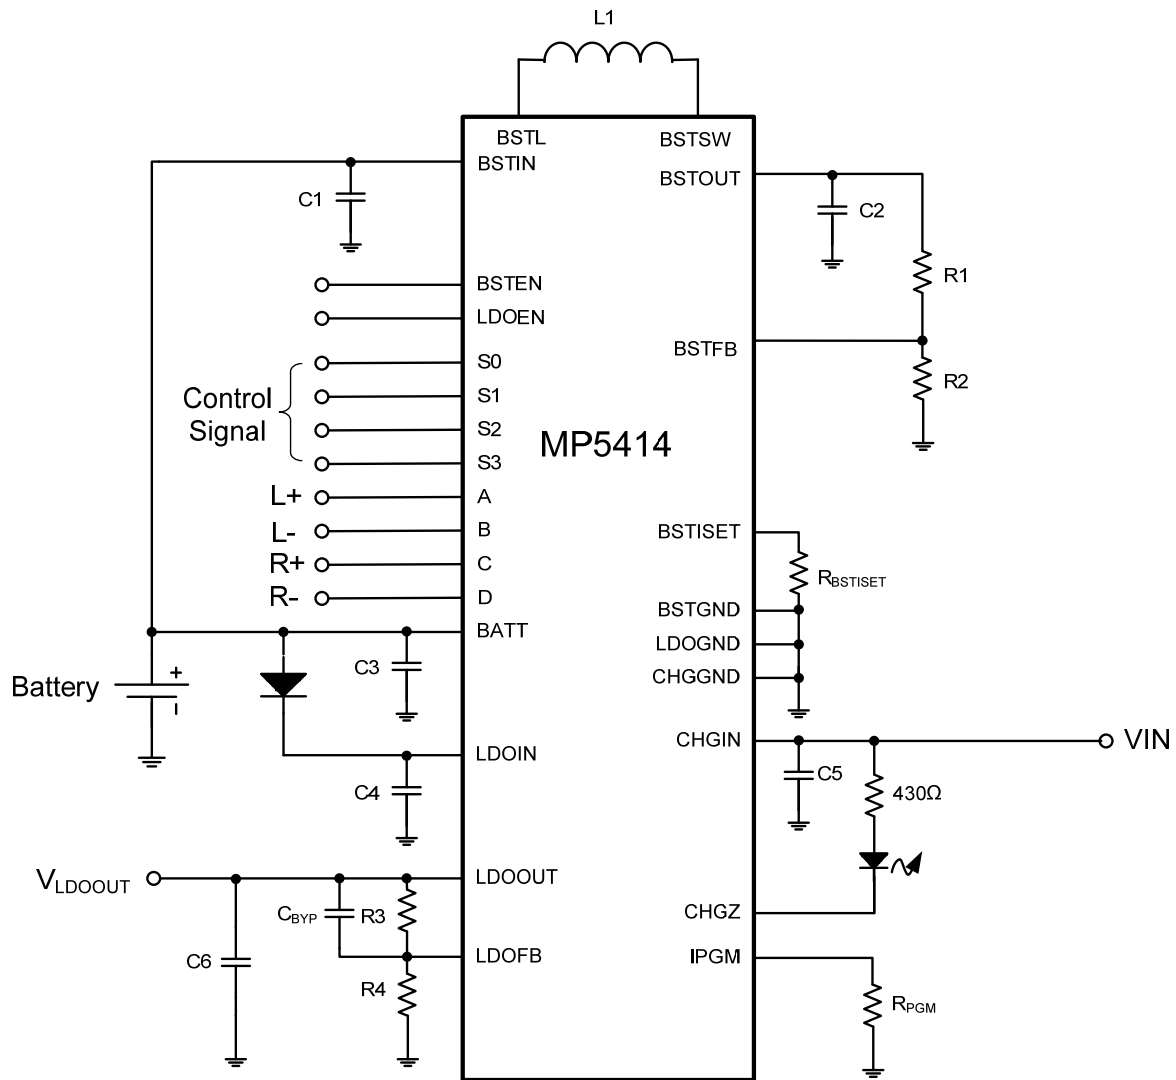 L1
BSTL
BSTSW
BSTIN
BSTOUT
C1
C2
R1
BSTEN
LDOEN
BSTFB
S0
R2
Control
Signal
S1
S2
S3
MP5414
L+
A
L-
B
BSTISET
R+
C
RBSTISET
R-
D
BSTGND
BATT
LDOGND
C3
CHGGND
Battery
+
-
CHGIN
VIN
LDOIN
C5
C4
430Ω
VLDOOUT
LDOOUT
CBYP
R3
CHGZ
C6
LDOFB
IPGM
R4
RPGM